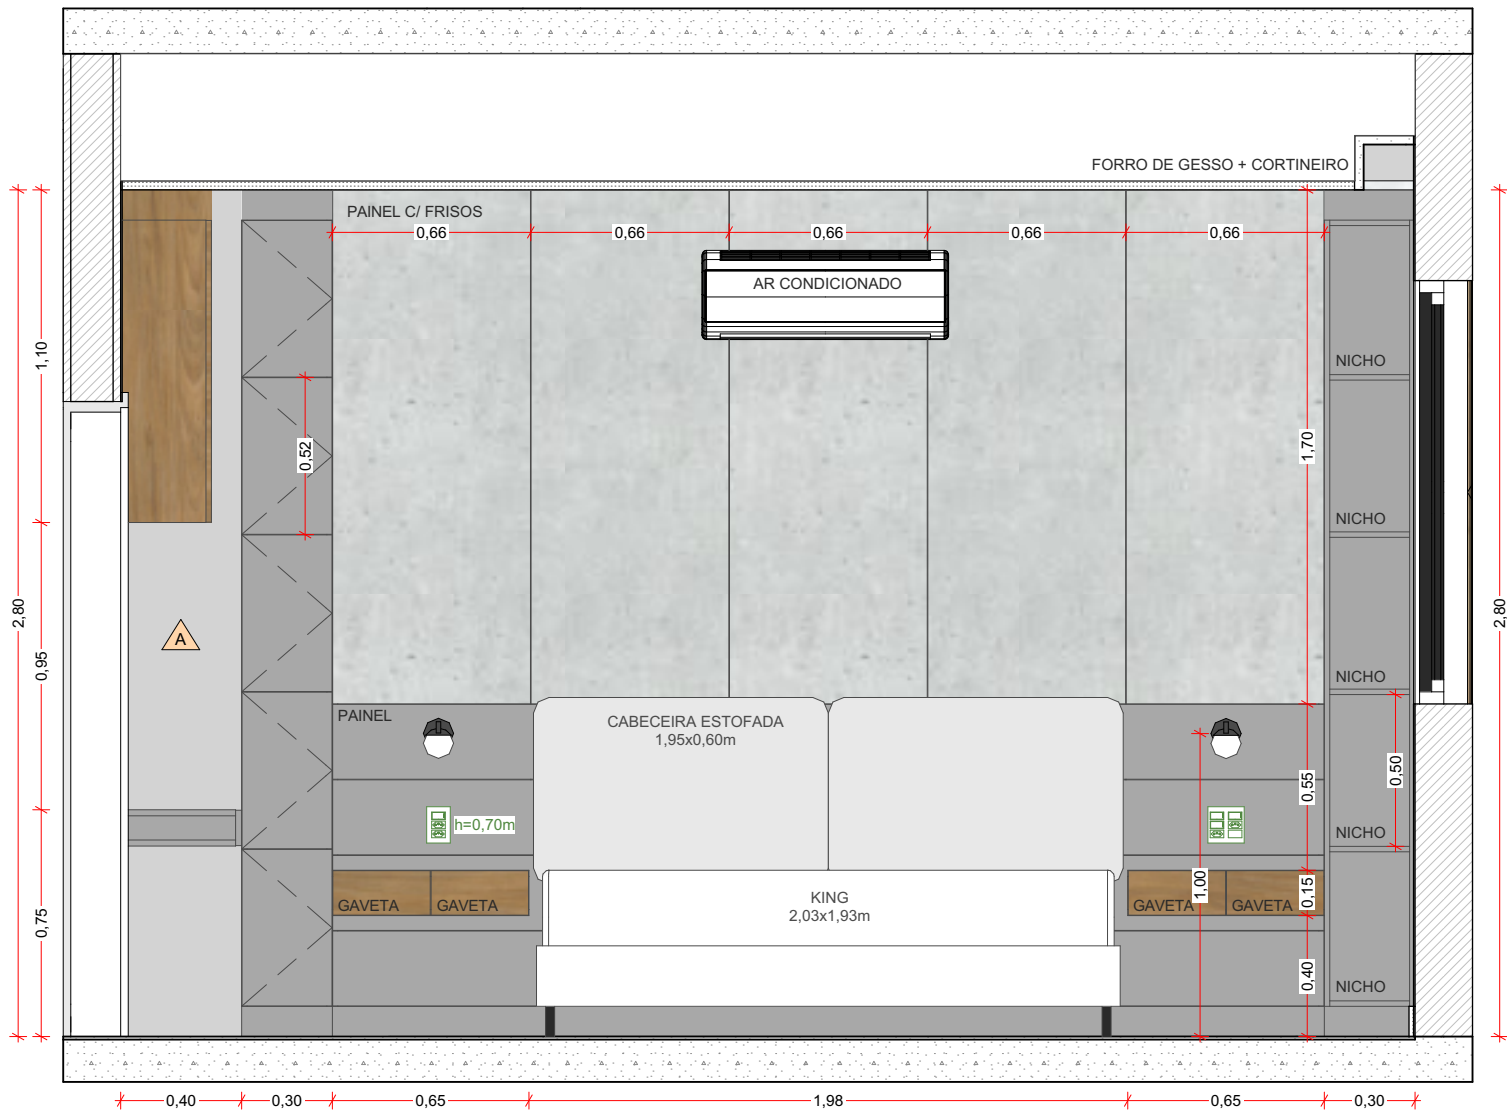 FORRO DE GESSO + CORTINEIRO
PAINEL C/ FRISOS
0,66
0,66
0,66
0,66
0,66
AR CONDICIONADO
NICHO
1,10
0,52
1,70
NICHO
2,80
2,80
A
0,95
NICHO
PAINEL
CABECEIRA ESTOFADA
1,95x0,60m
0,50
0,55
h=0,70m
NICHO
1,00
0,15
KING
2,03x1,93m
GAVETA
GAVETA
GAVETA
GAVETA
0,75
0,40
NICHO
0,40
0,30
0,65
1,98
0,65
0,30